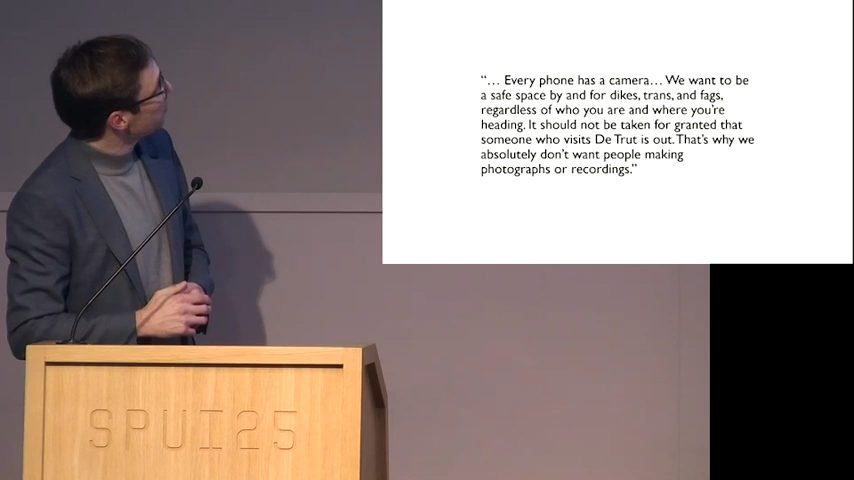 “… Every phone has a camera… We want to be
a safe space by and for dikes, trans, and fags,
regardless of who you are and where you’re
heading. It should not be taken for granted that
someone who visits De Trut is out. That’s why we
absolutely don’t want people making
photographs or recordings.”
SPUI25